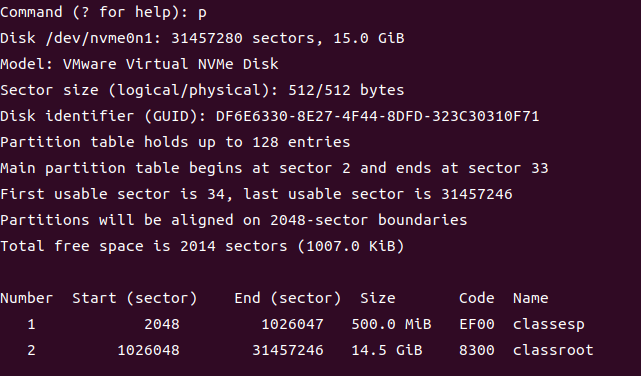 Command (? for help): p
Disk /dev/nvme0n1: 31457280 sectors, 15.0 GiB
Model: VMware Virtual NVMe Disk
Sector size (logical/physical): 512/512 bytes
Disk identifier (GUID): DF6E6330-8E27-4F44-8DFD-323C30310F71
Partition table holds up to 128 entries
Main partition table begins at sector 2 and ends at sector 33
First usable sector is 34, last usable sector is 31457246
Partitions will be aligned on 2048-sector boundaries
Total free space is 2014 sectors (1007.0 KiB)
Number  Start (sector)    End (sector)  Size       Code  Name
   1            2048         1026047   500.0 MiB   EF00  classesp
   2         1026048        31457246   14.5 GiB    8300  classroot